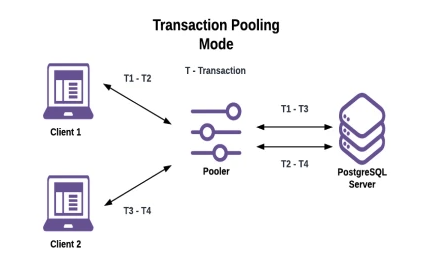 Transaction Pooling
Mode
T - Transaction
T1 - T2
T1 - T3
Client 1
Pooler
T2 - T4
PostgreSQL
Server
T3 - T4
Client 2